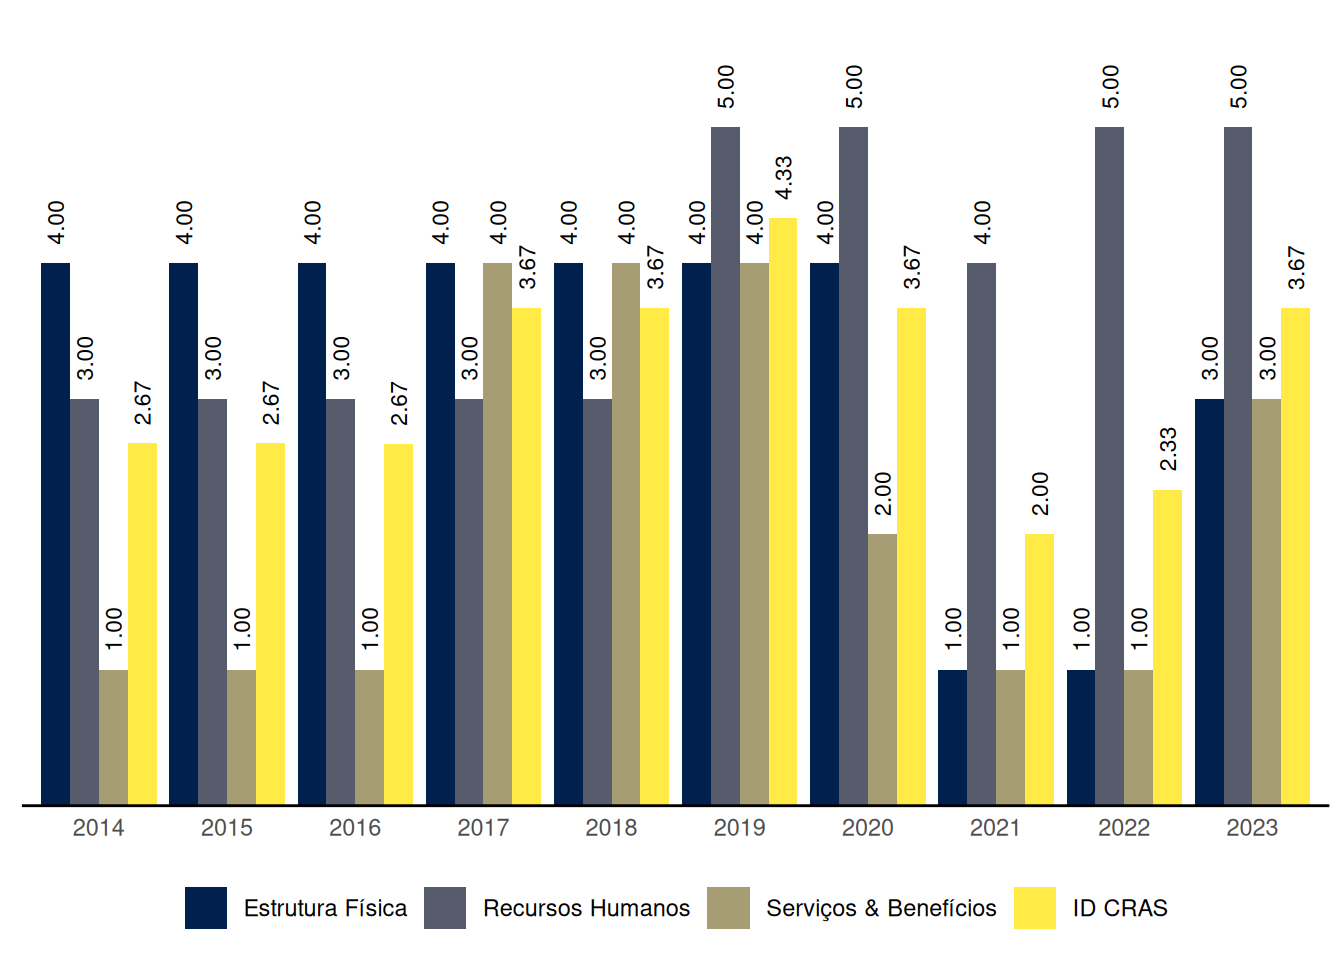 5.00 5.00 5.00 5.00
4.33
4.00 4.00 4.00 4.00 4.00 4.00 4.00 4.00 4.00 4.00
3.67 3.67 3.67 3.67
3.00 3.00 3.00 3.00 3.00 3.00 3.00
2.67 2.67 2.67
2.33
2.00 2.00
1.00 1.00 1.00 1.00 1.00 1.00 1.00
2014 2015 2016 2017 2018 2019 2020 2021 2022 2023
Estrutura Física Recursos Humanos Serviços & Benefícios ID CRAS